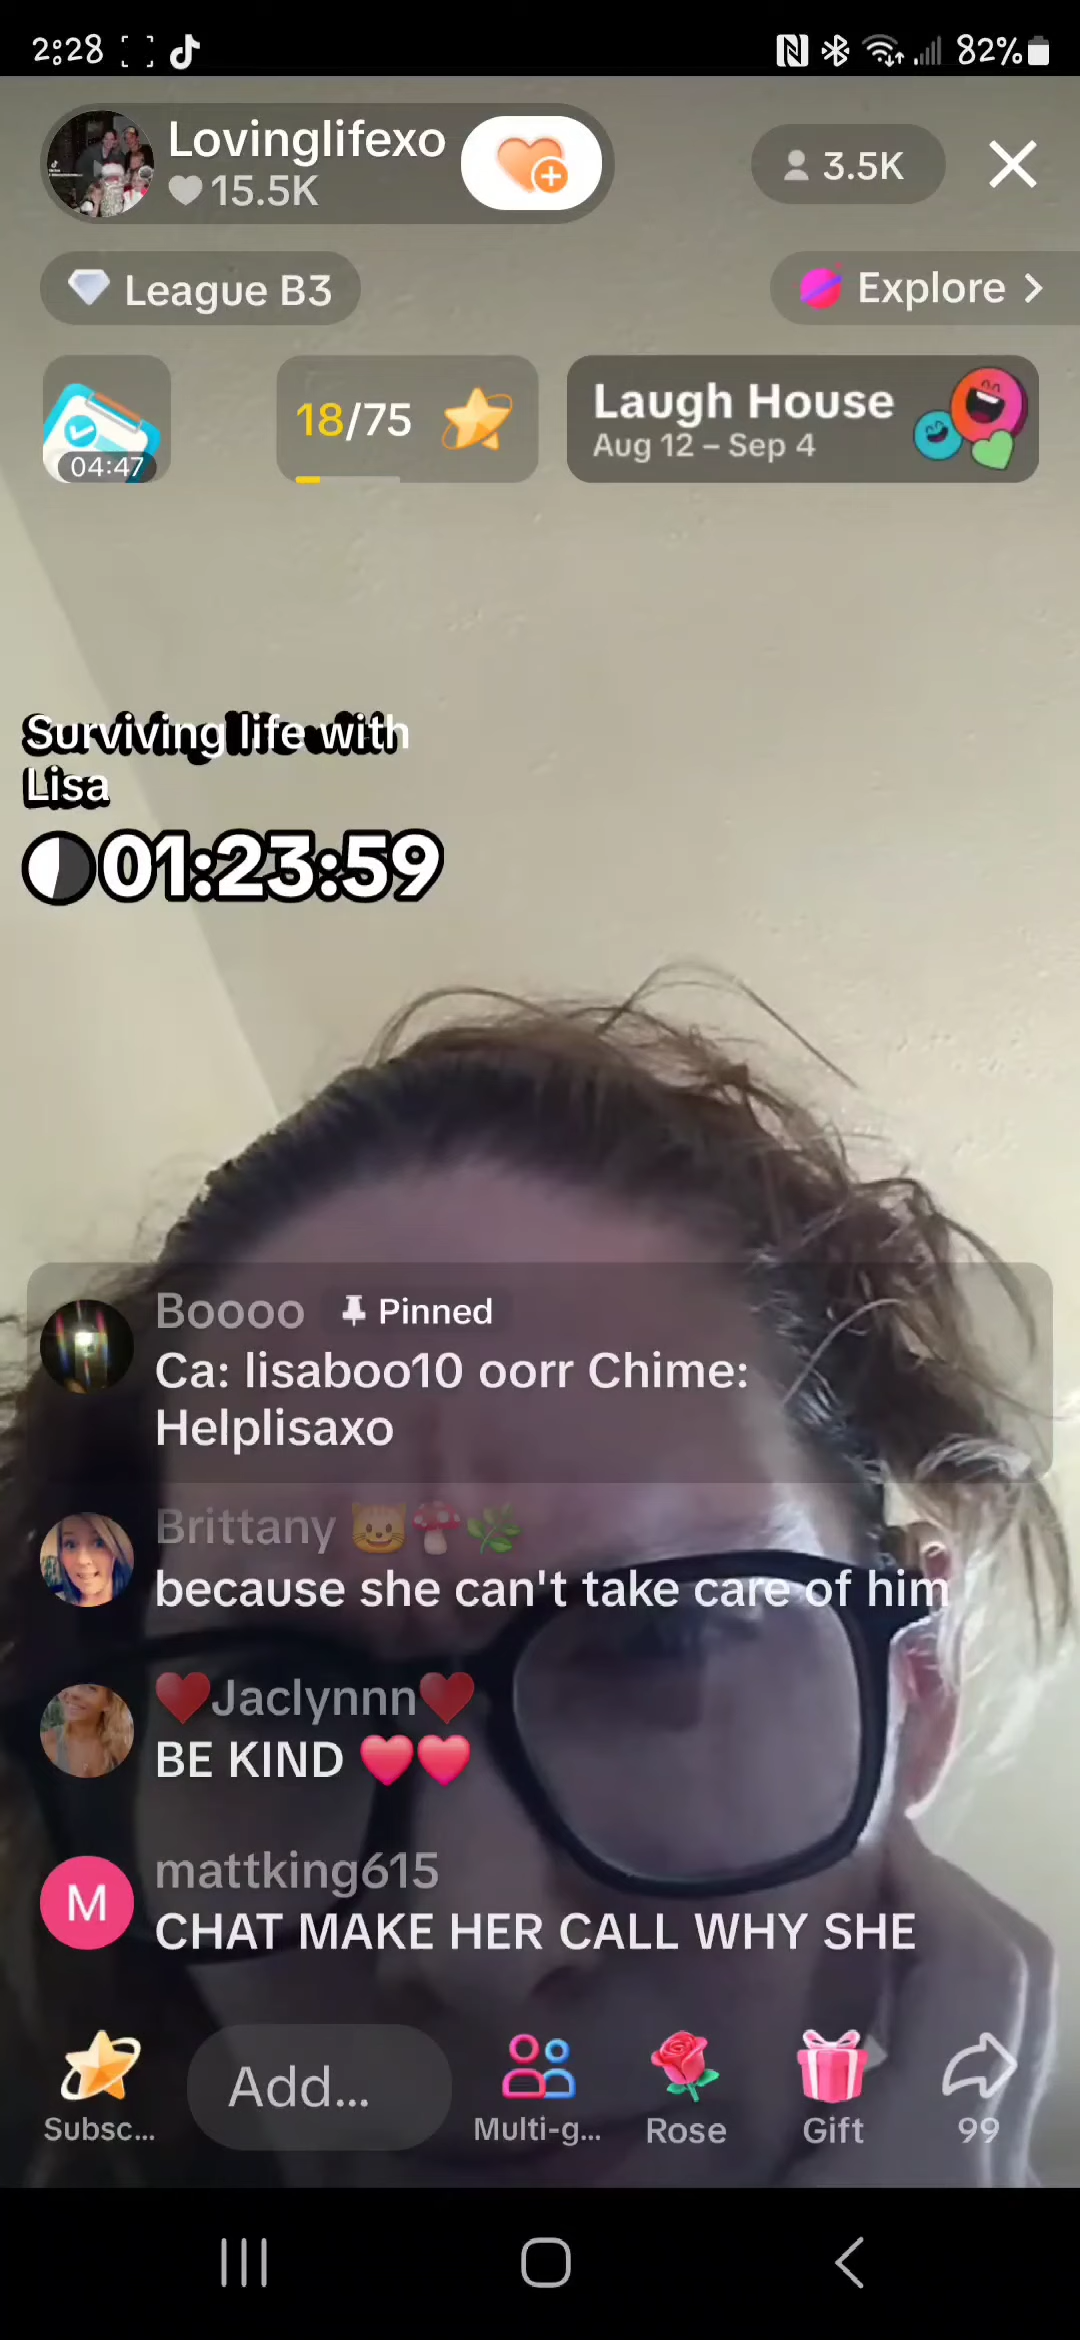 2:28
82%
Lovinglifexo
15.5K
3.5K
League B3
Explore
04:47
18/75
Laugh House
Aug 12 – Sep 4
Surviving life with
Lisa
01:23:59
Boooo Pinned
Ca: lisaboo10 oorr Chime:
Helplisaxo
Brittany 😺🍄🌿
because she can't take care of him
♥️Jaclynnn♥️
BE KIND ♥️♥️
M
mattking615
CHAT MAKE HER CALL WHY SHE
Subsc...
Add...
Multi-g...
Rose
Gift
99